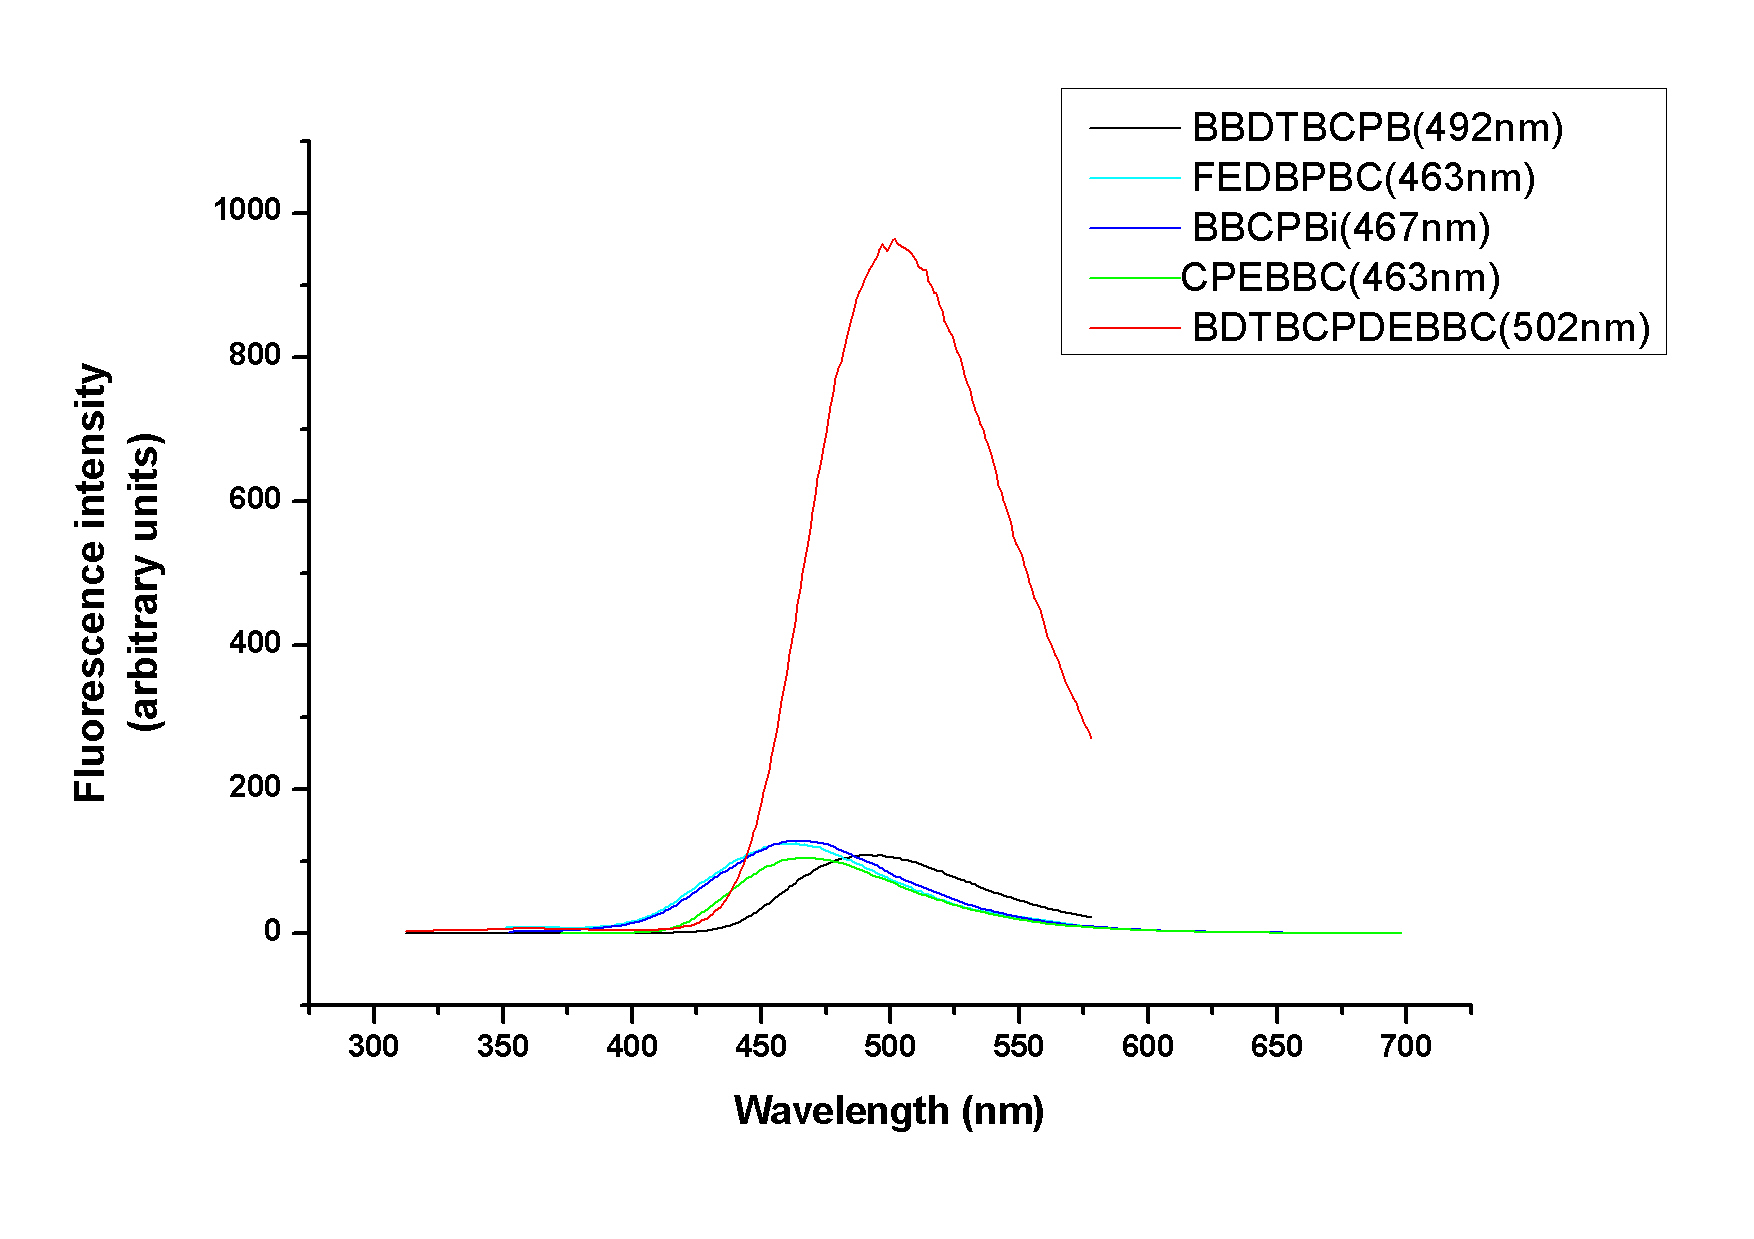 BBDTBCPB(492nm)
FEDBPBC(463nm)
BBCPBi(467nm)
CPEBBC(463nm)
BDTBCPDEBBC(502nm)
Fluorescence intensity
(arbitrary units)
1000
800
600
400
200
0
300 350 400 450 500 550 600 650 700
Wavelength (nm)